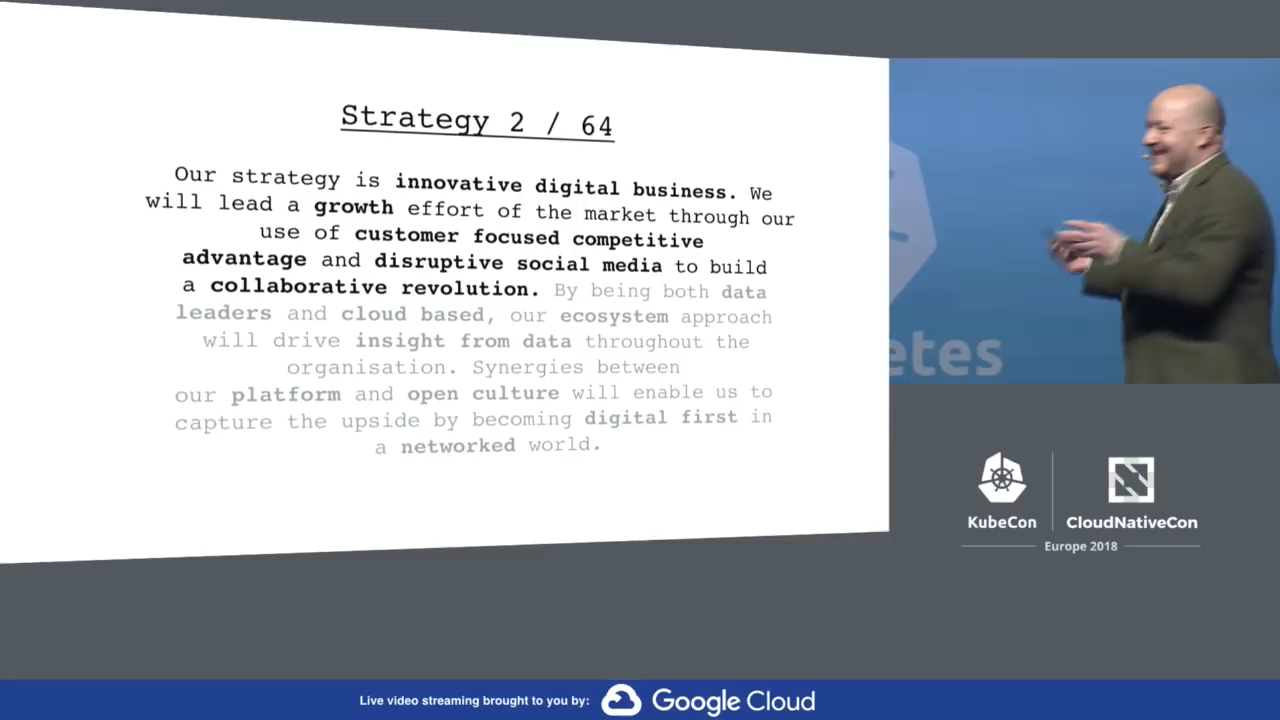 Strategy 2 / 64
Our strategy is innovative digital business. We
will lead a growth effort of the market through our
use of customer focused competitive
advantage and disruptive social media to build
a collaborative revolution. By being both data
leaders and cloud based, our ecosystem approach
will drive insight from data throughout the
organisation. Synergies between
our platform and open culture will enable us to
capture the upside by becoming digital first in
a networked world.
etes
KubeCon
CloudNativeCon
Europe 2018
Live video streaming brought to you by:
Google Cloud